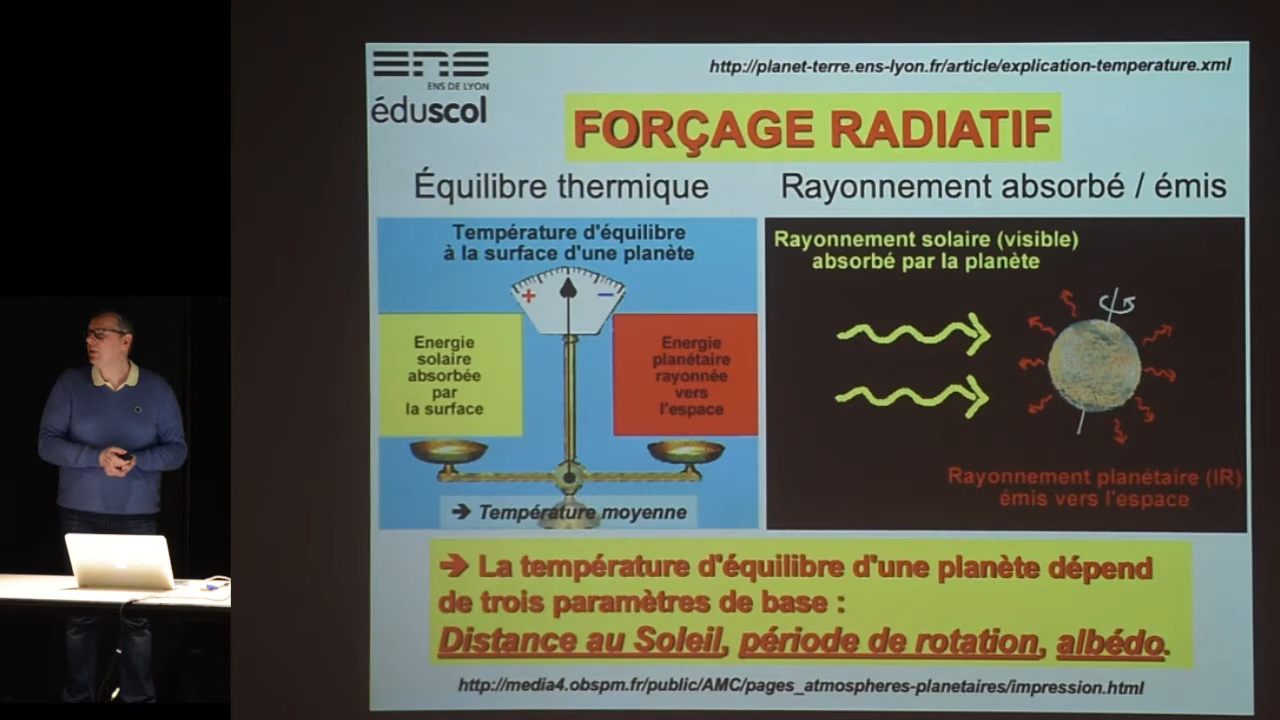 ENS
ENS DE LYON
éduscol
http://planet-terre.ens-lyon.fr/article/explication-temperature.xml
FORÇAGE RADIATIF
Équilibre thermique
Rayonnement absorbé / émis
Température d'équilibre
à la surface d'une planète
+ −
Energie
solaire
absorbée
par
la surface
Energie
planétaire
rayonnée
vers
l'espace
➔ Température moyenne
Rayonnement solaire (visible)
absorbé par la planète
Rayonnement planétaire (IR)
émis vers l'espace
➔ La température d'équilibre d'une planète dépend
de trois paramètres de base :
Distance au Soleil, période de rotation, albédo.
http://media4.obspm.fr/public/AMC/pages_atmospheres-planetaires/impression.html